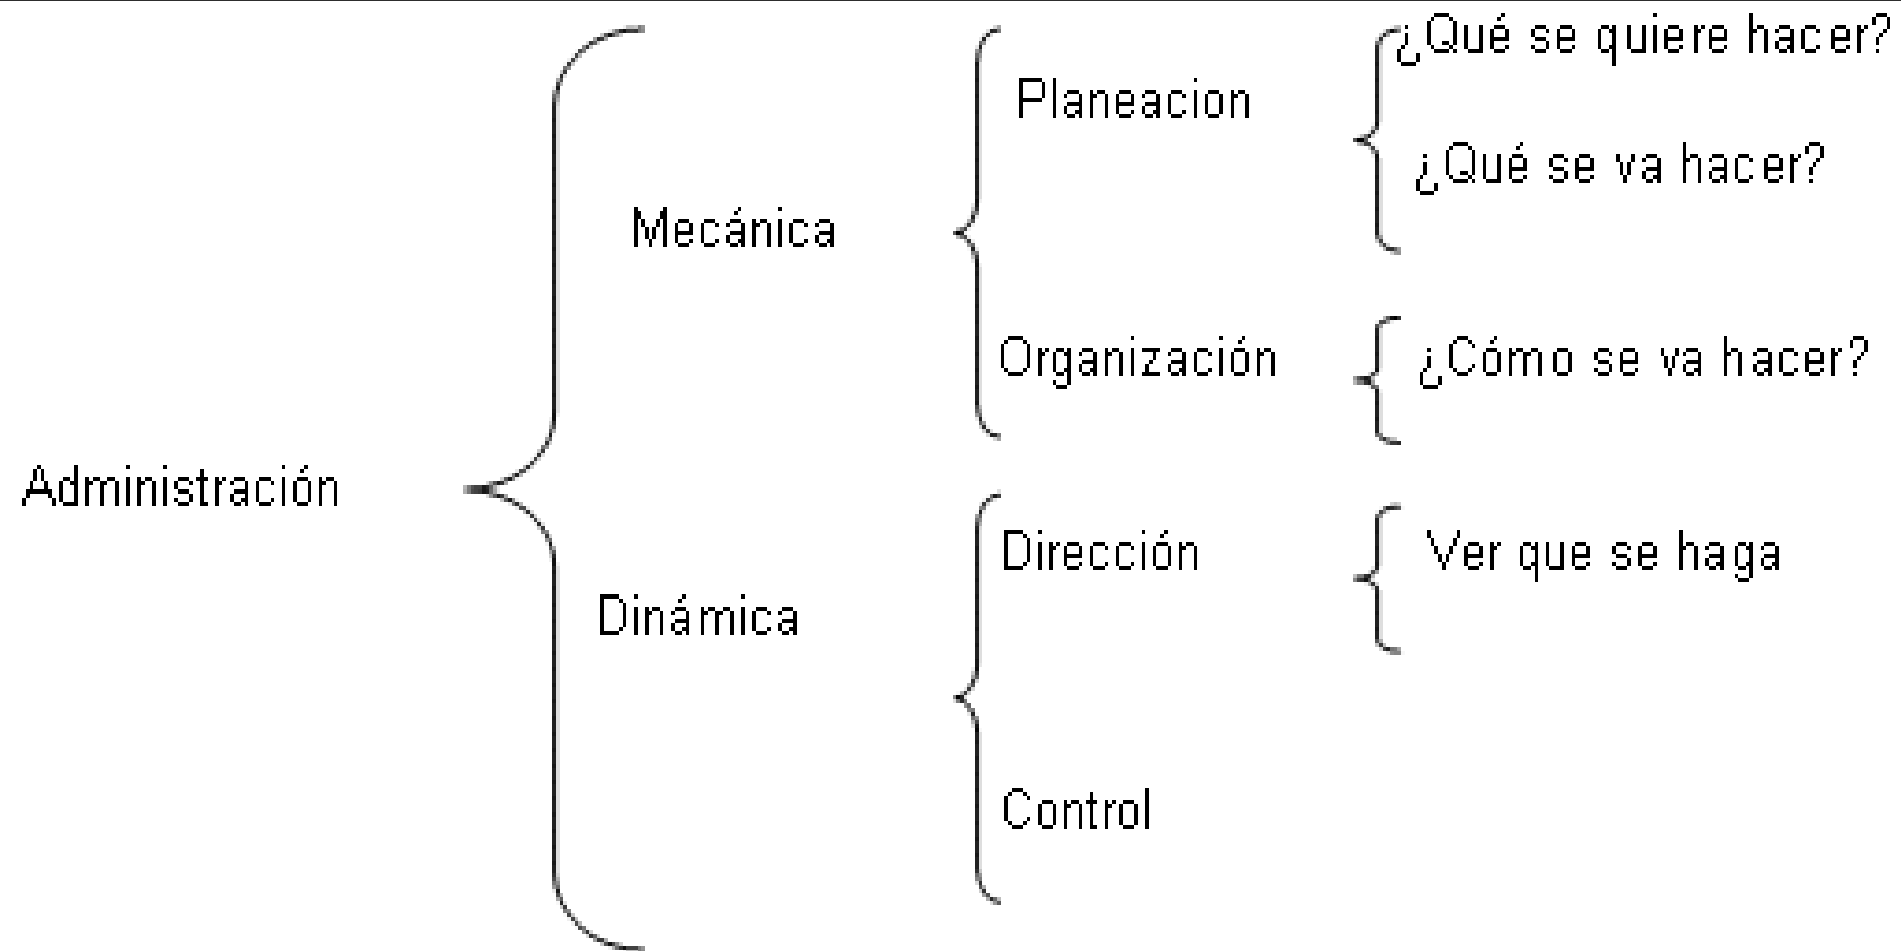 ¿Qué se quiere hacer?
Planeacion
¿Qué se va hacer?
Mecánica
Organización
¿Cómo se va hacer?
Administración
Dirección
Ver que se haga
Dinámica
Control